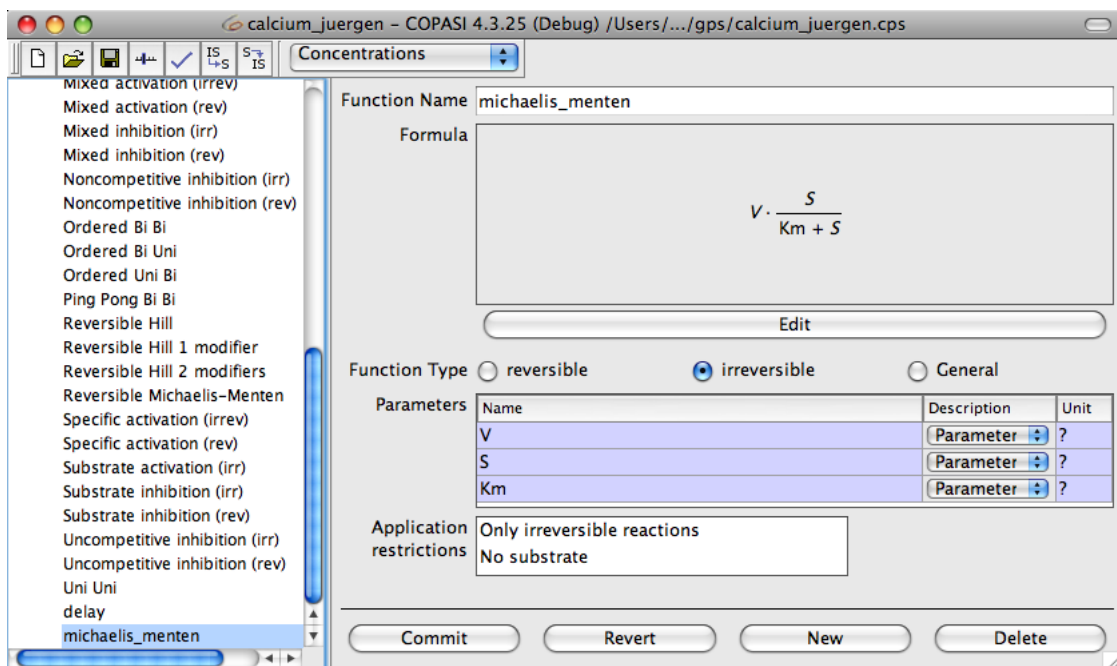 calcium_juergen – COPASI 4.3.25 (Debug) /Users/.../gps/calcium_juergen.cps
IS
↳S
S
IS
Concentrations
Mixed activation (irrev)
Mixed activation (rev)
Mixed inhibition (irr)
Mixed inhibition (rev)
Noncompetitive inhibition (irr)
Noncompetitive inhibition (rev)
Ordered Bi Bi
Ordered Bi Uni
Ordered Uni Bi
Ping Pong Bi Bi
Reversible Hill
Reversible Hill 1 modifier
Reversible Hill 2 modifiers
Reversible Michaelis–Menten
Specific activation (irrev)
Specific activation (rev)
Substrate activation (irr)
Substrate inhibition (irr)
Substrate inhibition (rev)
Uncompetitive inhibition (irr)
Uncompetitive inhibition (rev)
Uni Uni
delay
michaelis_menten
Function Name michaelis_menten
Formula
V · S
Km + S
Edit
Function Type reversible irreversible General
Parameters Name Description Unit
V Parameter ?
S Parameter ?
Km Parameter ?
Application restrictions
Only irreversible reactions
No substrate
Commit Revert New Delete